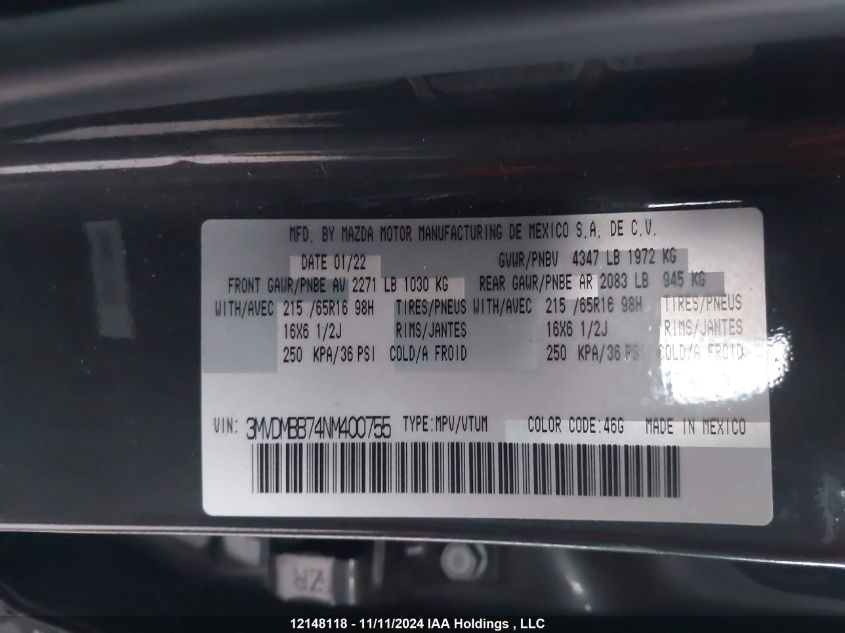 MFD. BY MAZDA MOTOR MANUFACTURING DE MEXICO S.A. DE C.V.
DATE 01/22 GVWR/PNBV 4347 LB 1972 KG
FRONT GAWR/PNBE AV 2271 LB 1030 KG REAR GAWR/PNBE AR 2083 LB 945 KG
WITH/AVEC 215 /65R16 98H TIRES/PNEUS WITH/AVEC 215 /65R16 98H TIRES/PNEUS
16X6 1/2J RIMS/JANTES 16X6 1/2J RIMS/JANTES
250 KPA/36 PSI COLD/A FROID 250 KPA/36 PSI COLD/A FROID
VIN: 3MVDMBB74NM400755 TYPE:MPV/VTUM COLOR CODE:46G MADE IN MEXICO
ZR
12148118 - 11/11/2024 IAA Holdings , LLC